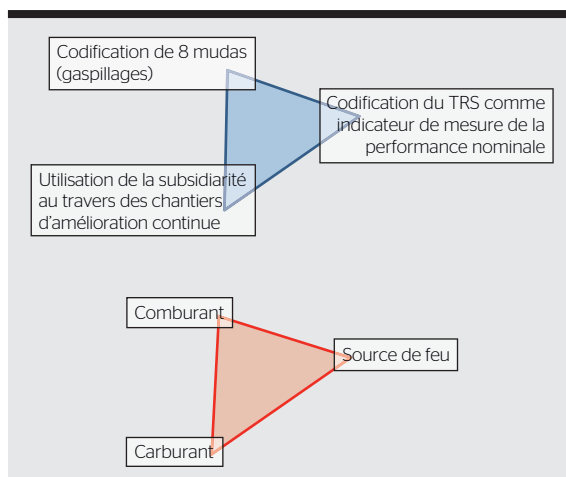 Codification de 8 mudas
(gaspillages)
Codification du TRS comme
indicateur de mesure de la
performance nominale
Utilisation de la subsidiarité
au travers des chantiers
d'amélioration continue
Comburant
Source de feu
Carburant